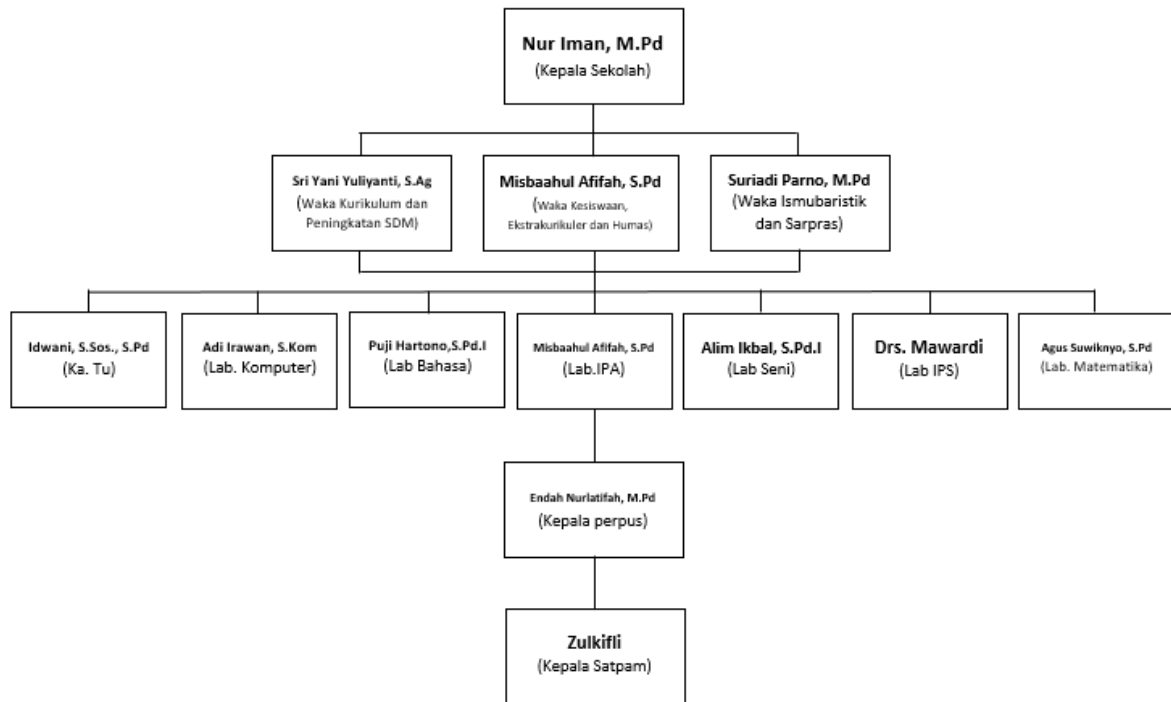 Nur Iman, M.Pd
(Kepala Sekolah)
Sri Yani Yuliyanti, S.Ag
(Waka Kurikulum dan
Peningkatan SDM)
Misbaahul Afifah, S.Pd
(Waka Kesiswaan,
Ekstrakurikuler dan Humas)
Suriadi Parno, M.Pd
(Waka Ismubaristik
dan Sarpras)
Idwani, S.Sos., S.Pd
(Ka. Tu)
Adi Irawan, S.Kom
(Lab. Komputer)
Puji Hartono,S.Pd.I
(Lab Bahasa)
Misbaahul Afifah, S.Pd
(Lab.IPA)
Alim Ikbal, S.Pd.I
(Lab Seni)
Drs. Mawardi
(Lab IPS)
Agus Suwiknyo, S.Pd
(Lab. Matematika)
Endah Nurlatifah, M.Pd
(Kepala perpus)
Zulkifli
(Kepala Satpam)